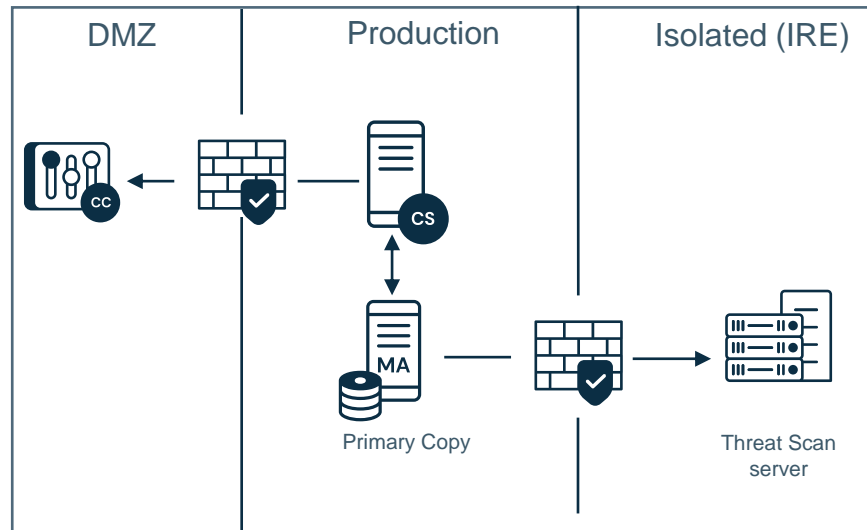 DMZ
Production
Isolated (IRE)
CC
CS
MA
Primary Copy
Threat Scan
server